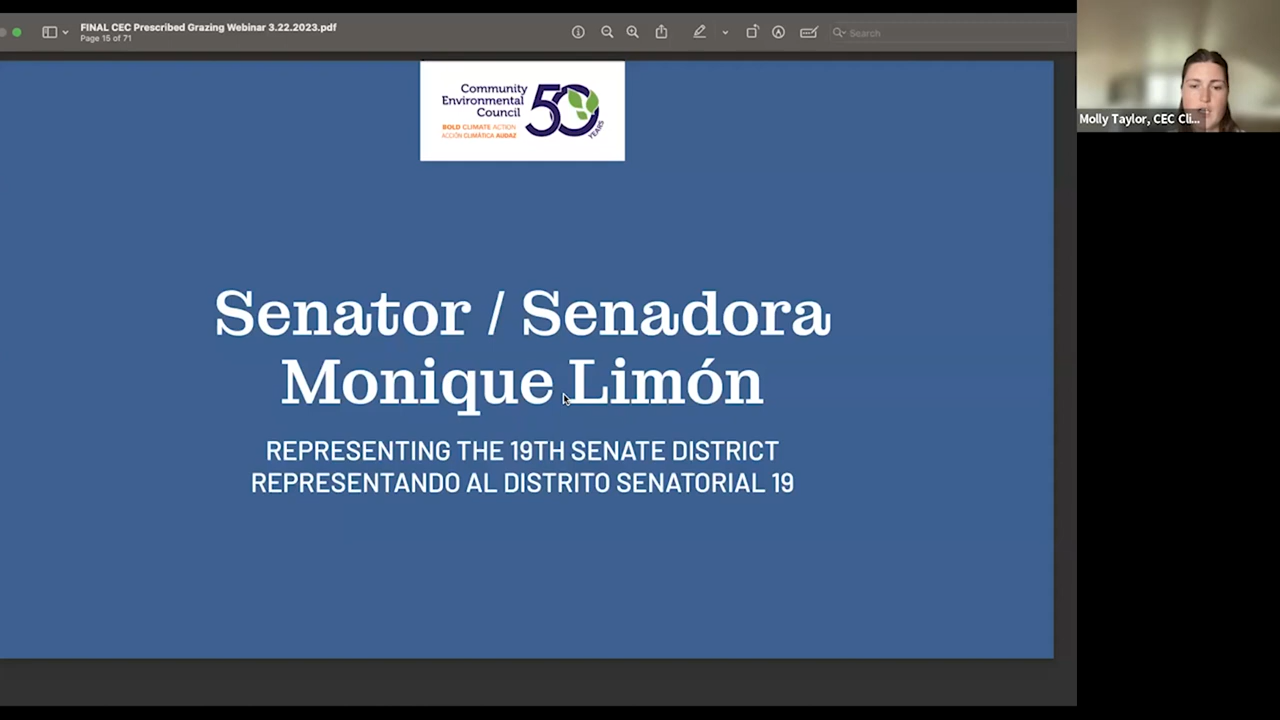 FINAL CEC Prescribed Grazing Webinar 3.22.2023.pdf
Page 15 of 71
Search
Community
Environmental
Council
50
YEARS
BOLD CLIMATE ACTION
ACCIÓN CLIMÁTICA AUDAZ
Senator / Senadora
Monique Limón
REPRESENTING THE 19TH SENATE DISTRICT
REPRESENTANDO AL DISTRITO SENATORIAL 19
Molly Taylor, CEC Cli...